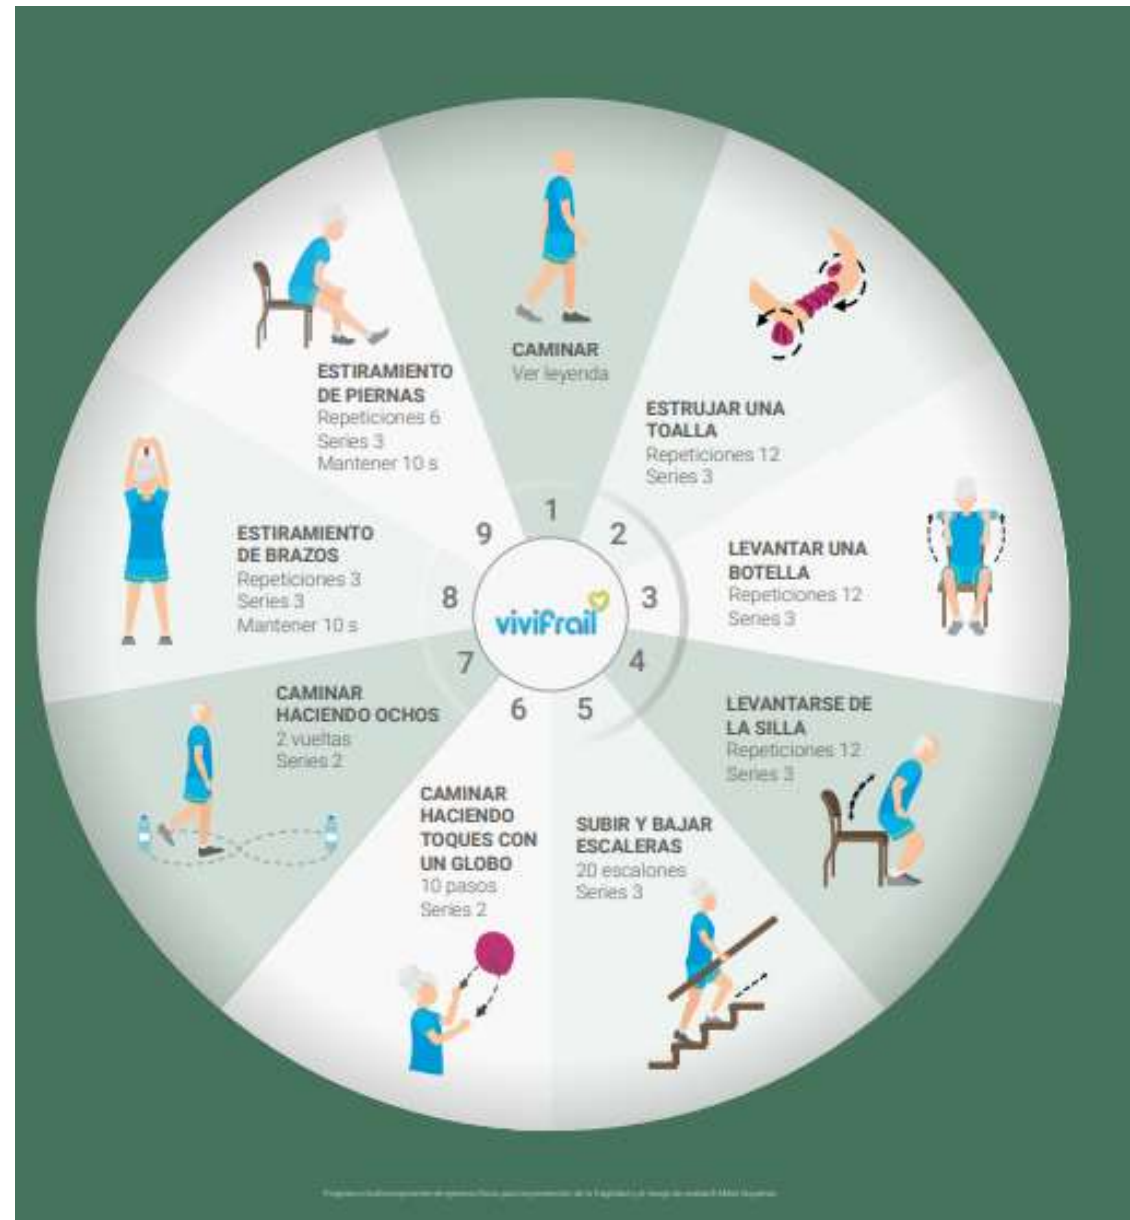 CAMINAR
Ver leyenda
1
ESTRUJAR UNA
TOALLA
Repeticiones 12
Series 3
2
LEVANTAR UNA
BOTELLA
Repeticiones 12
Series 3
3
LEVANTARSE DE
LA SILLA
Repeticiones 12
Series 3
4
SUBIR Y BAJAR
ESCALERAS
20 escalones
Series 3
5
CAMINAR
HACIENDO
TOQUES CON
UN GLOBO
10 pasos
Series 2
6
CAMINAR
HACIENDO OCHOS
2 vueltas
Series 2
7
ESTIRAMIENTO
DE BRAZOS
Repeticiones 3
Series 3
Mantener 10 s
8
ESTIRAMIENTO
DE PIERNAS
Repeticiones 6
Series 3
Mantener 10 s
9
vivifrail